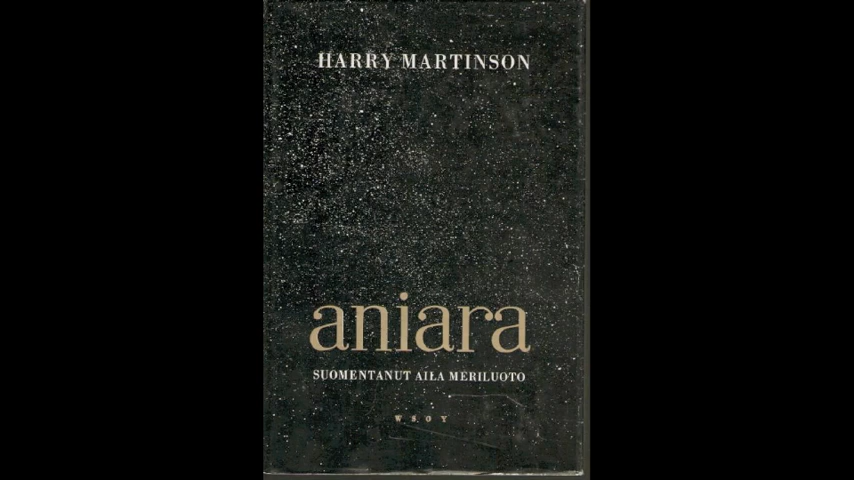 HARRY MARTINSON
aniara
SUOMENTANUT AILA MERILUOTO
WSOY